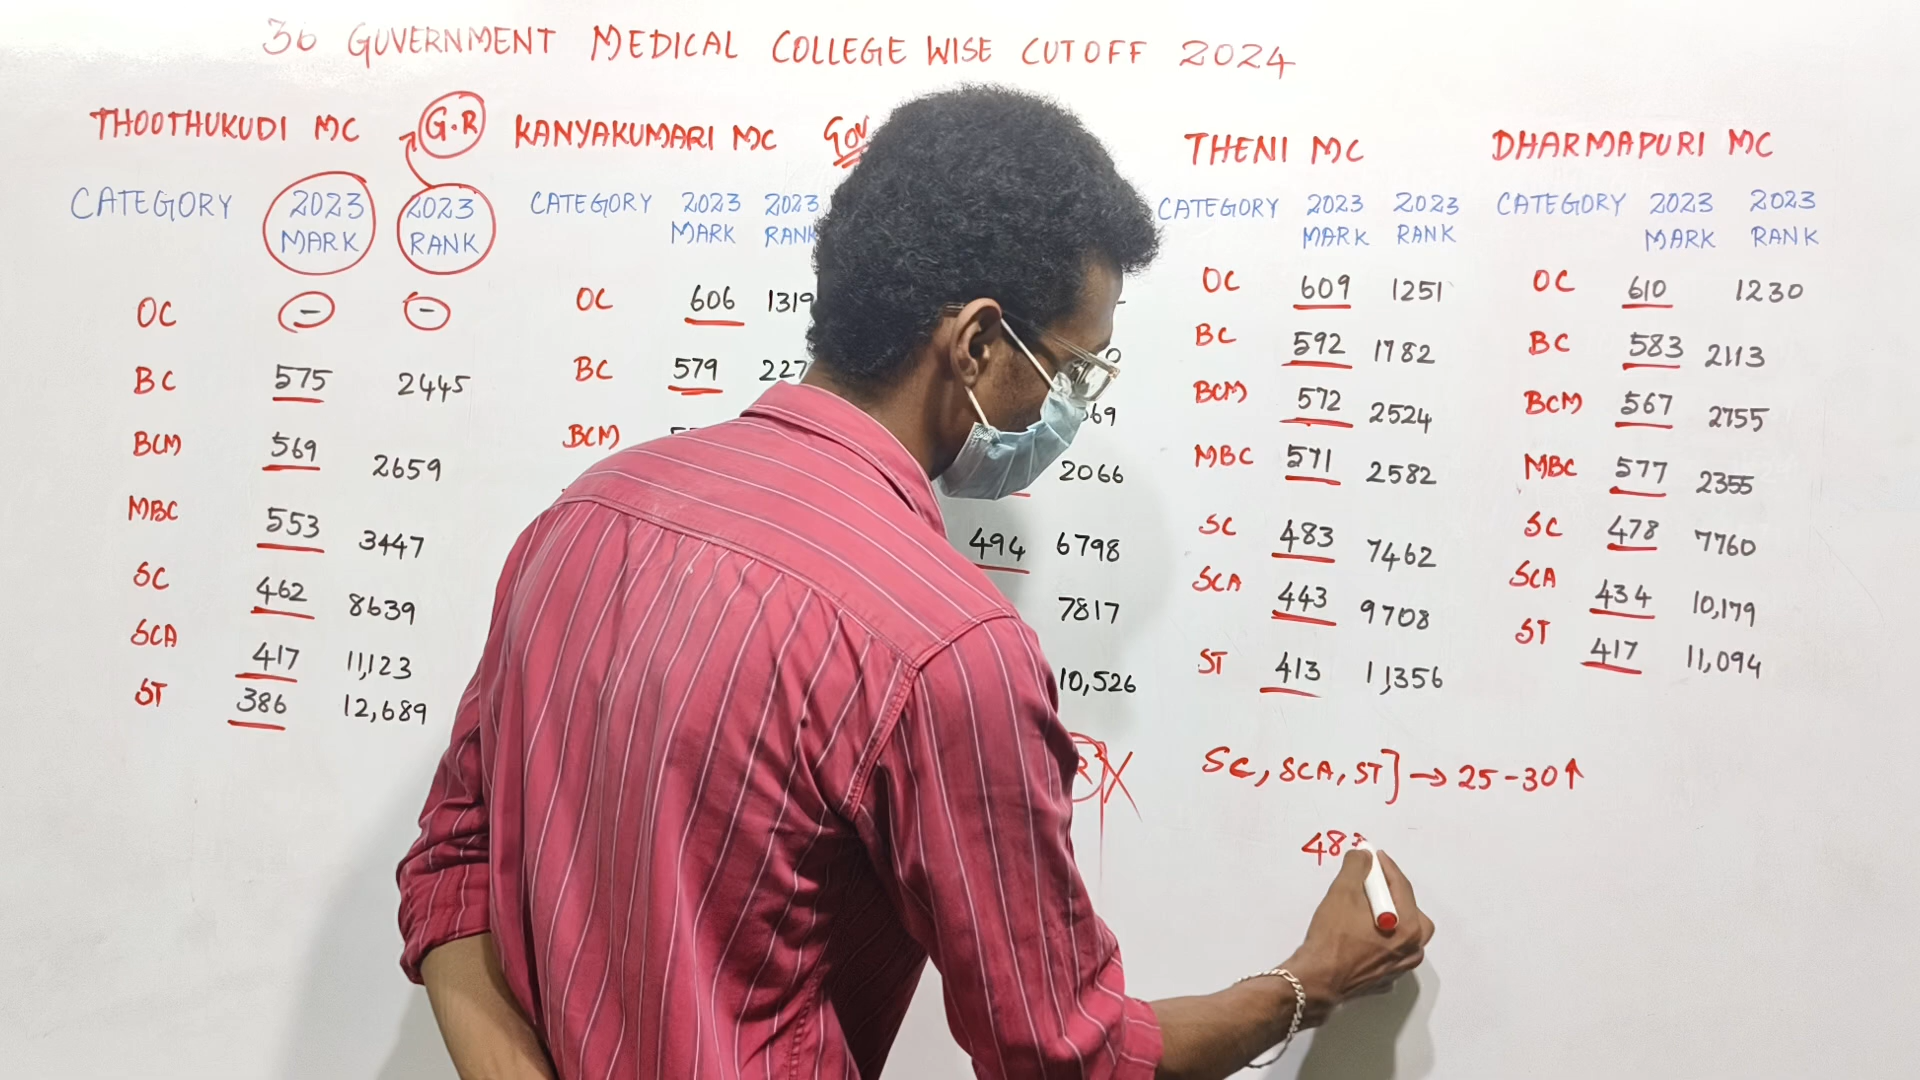 36 GOVERNMENT MEDICAL COLLEGE WISE CUTOFF 2024
THOOTHUKUDI MC G.R
CATEGORY 2023 MARK 2023 RANK
OC - -
BC 575 2445
BCM 569 2659
MBC 553 3447
SC 462 8639
SCA 417 11,123
ST 386 12,689
KANYAKUMARI MC
CATEGORY 2023 MARK 2023 RANK
OC 606 1319
BC 579 227
BCM
2066
494 6798
7817
10,526
THENI MC
CATEGORY 2023 MARK 2023 RANK
OC 609 1251
BC 592 1782
BCM 572 2524
MBC 571 2582
SC 483 7462
SCA 443 9708
ST 413 11,356
DHARMAPURI MC
CATEGORY 2023 MARK 2023 RANK
OC 610 1230
BC 583 2113
BCM 567 2755
MBC 577 2355
SC 478 7760
SCA 434 10,179
ST 417 11,094
SC, SCA, ST] → 25-30↑
48